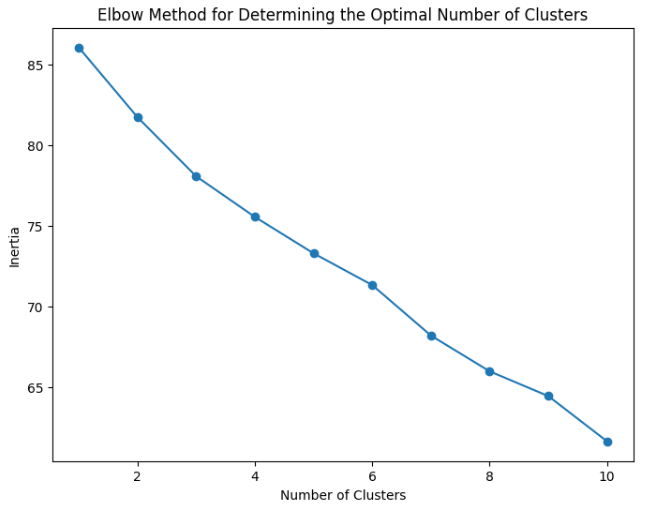 Elbow Method for Determining the Optimal Number of Clusters
85
80
75
70
65
Inertia
2 4 6 8 10
Number of Clusters